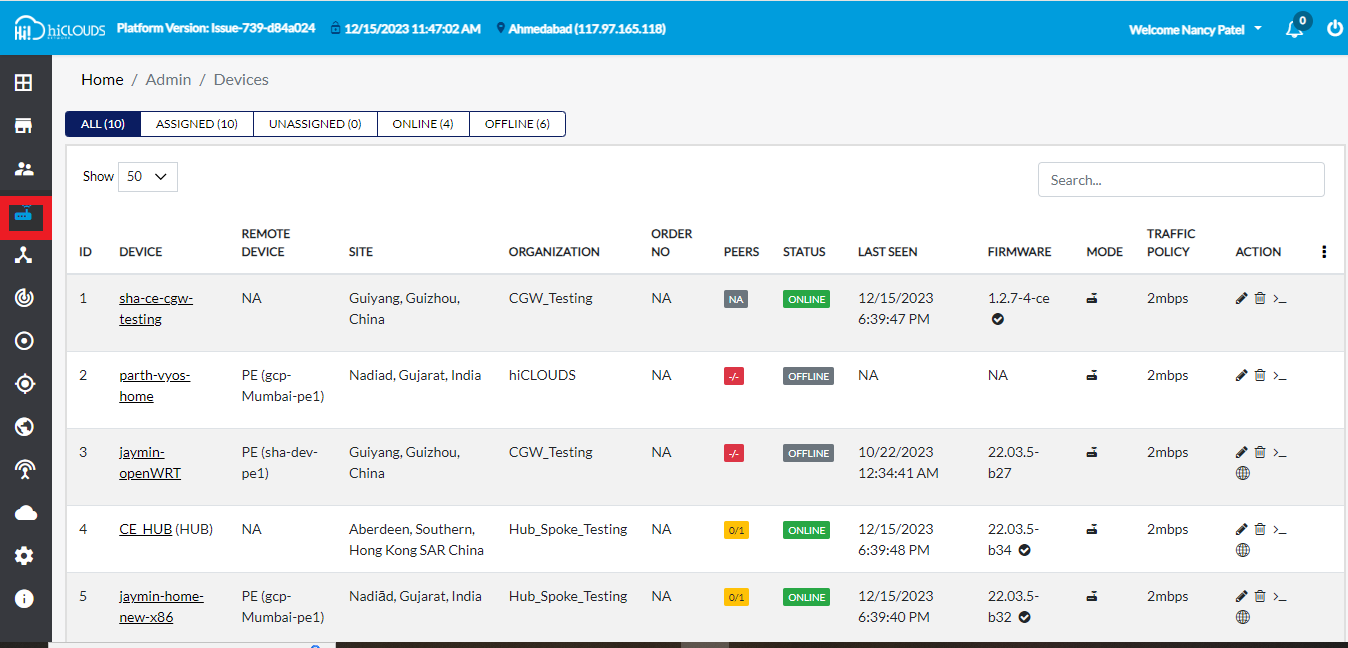 Hi! hiCLOUDS
NETWORK
Platform Version: Issue-739-d84a024
12/15/2023 11:47:02 AM
Ahmedabad (117.97.165.118)
Welcome Nancy Patel
0
Home / Admin / Devices
ALL (10) ASSIGNED (10) UNASSIGNED (0) ONLINE (4) OFFLINE (6)
Show 50
Search...
ID DEVICE REMOTE DEVICE SITE ORGANIZATION ORDER NO PEERS STATUS LAST SEEN FIRMWARE MODE TRAFFIC POLICY ACTION
1 sha-ce-cgw- NA Guiyang, Guizhou, CGW_Testing NA NA ONLINE 12/15/2023 1.2.7-4-ce 2mbps
testing China 6:39:47 PM
2 parth-vyos- PE (gcp- Nadiad, Gujarat, India hiCLOUDS NA -/- OFFLINE NA NA 2mbps
home Mumbai-pe1)
3 jaymin- PE (sha-dev- Guiyang, Guizhou, CGW_Testing NA -/- OFFLINE 10/22/2023 22.03.5- 2mbps
openWRT pe1) China 12:34:41 AM b27
4 CE_HUB (HUB) NA Aberdeen, Southern, Hub_Spoke_Testing NA 0/1 ONLINE 12/15/2023 22.03.5- 2mbps
Hong Kong SAR China 6:39:48 PM b34
5 jaymin-home- PE (gcp- Nadiād, Gujarat, India Hub_Spoke_Testing NA 0/1 ONLINE 12/15/2023 22.03.5- 2mbps
new-x86 Mumbai-pe1) 6:39:40 PM b32